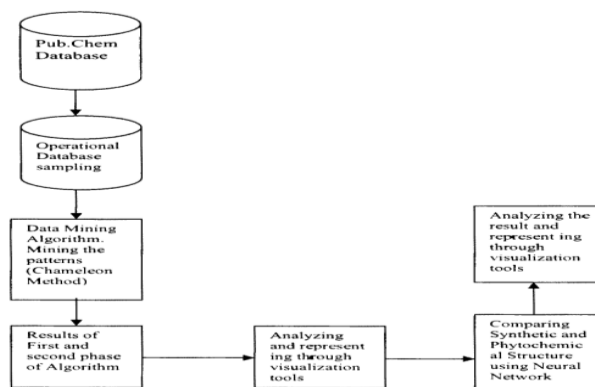 Pub.Chem
Database
Operational
Database
sampling
Data Mining
Algorithm.
Mining the
patterns
(Chameleon
Method)
Results of
First and
second phase
of Algorithm
Analyzing
and represent
ing through
visualization
tools
Comparing
Synthetic and
Phytochemic
al Structure
using Neural
Network
Analyzing the
result and
represent ing
through
visualization
tools